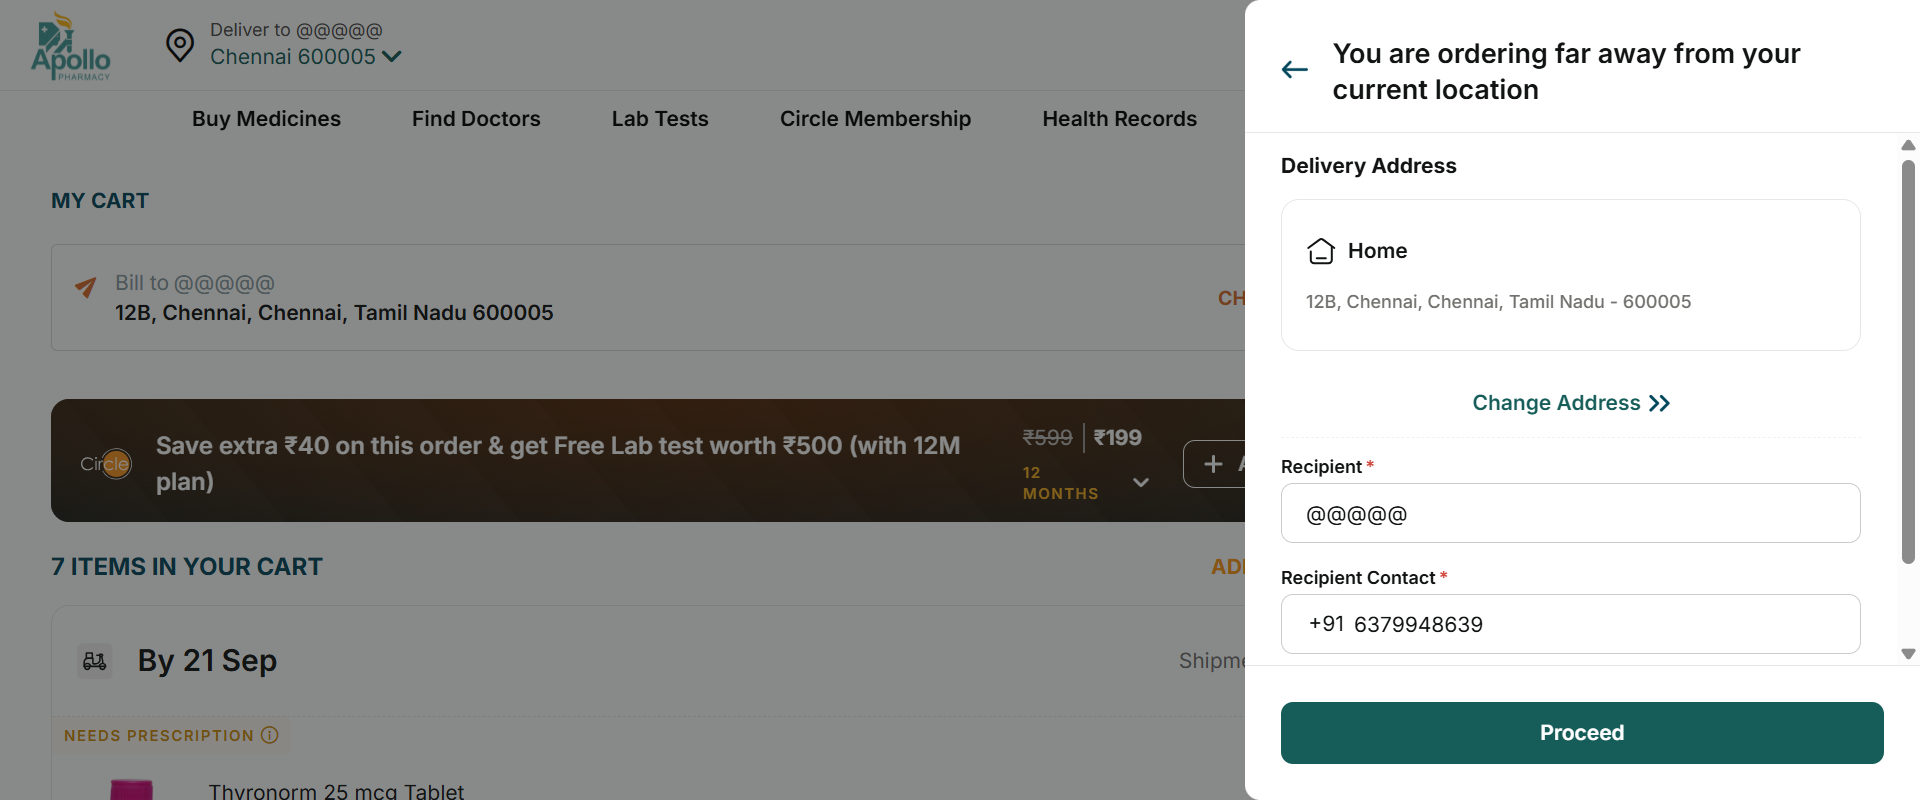 Apollo
PHARMACY
Deliver to @@@@@
Chennai 600005
Buy Medicines
Find Doctors
Lab Tests
Circle Membership
Health Records
MY CART
Bill to @@@@@
12B, Chennai, Chennai, Tamil Nadu 600005
Circle
Save extra ₹40 on this order & get Free Lab test worth ₹500 (with 12M
plan)
₹599 ₹199
12
MONTHS
7 ITEMS IN YOUR CART
By 21 Sep
NEEDS PRESCRIPTION
Thyronorm 25 mcg Tablet
You are ordering far away from your
current location
Delivery Address
Home
12B, Chennai, Chennai, Tamil Nadu - 600005
Change Address
Recipient *
@@@@@
Recipient Contact *
+91 6379948639
Proceed